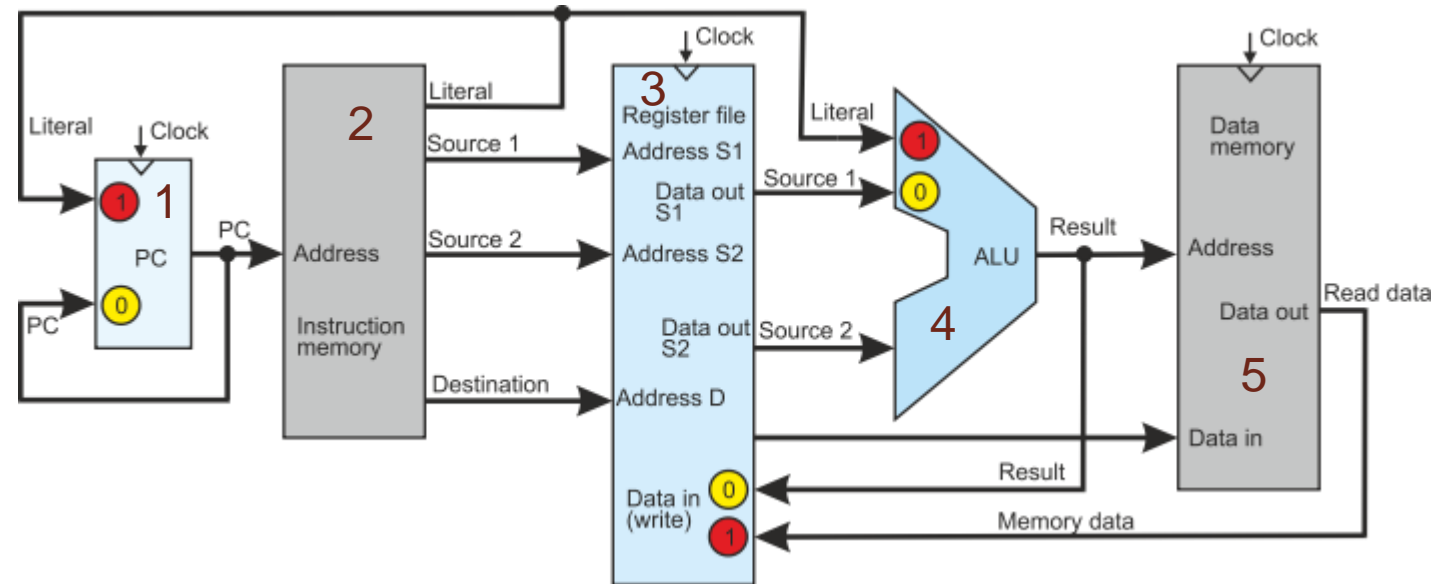 Clock
Clock
3
Literal
2
Register file
Literal
Literal
Clock
1
Data
memory
Source 1
Address S1
1
1
Data out
S1
Source 1
0
PC
PC
Address
Source 2
Address S2
ALU
Result
Address
0
PC
Instruction
memory
Data out
S2
Source 2
4
Data out
Read data
5
Destination
Address D
Data in
Data in
(write)
0
Result
1
Memory data